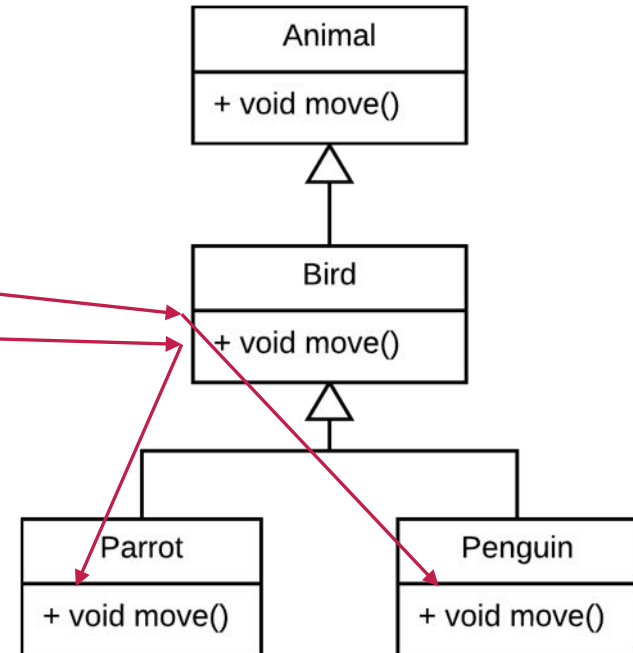 Animal
+ void move()
Bird
+ void move()
Parrot
+ void move()
Penguin
+ void move()